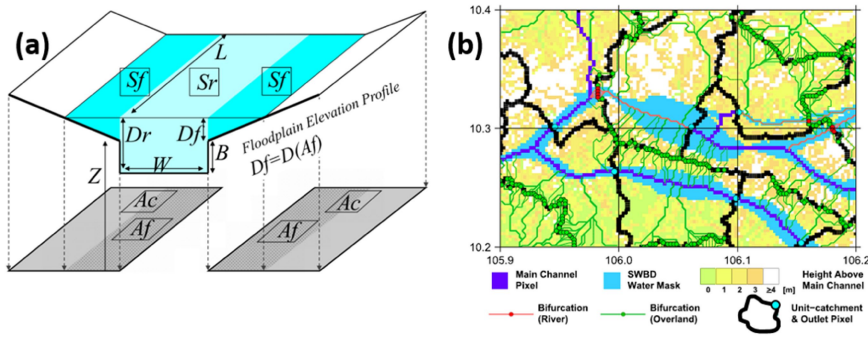 (a)
L
Sf
Sr
Sf
Dr
Df
Floodplain Elevation Profile
Df=D(Af)
W
B
Z
Ac
Af
Ac
Af
(b)
10.4
10.3
10.2
105.9
106.0
106.1
106.2
Main Channel
Pixel
SWBD
Water Mask
0 1 2 3 ≥4 [m]
Height Above
Main Channel
Bifurcation
(River)
Bifurcation
(Overland)
Unit-catchment
& Outlet Pixel